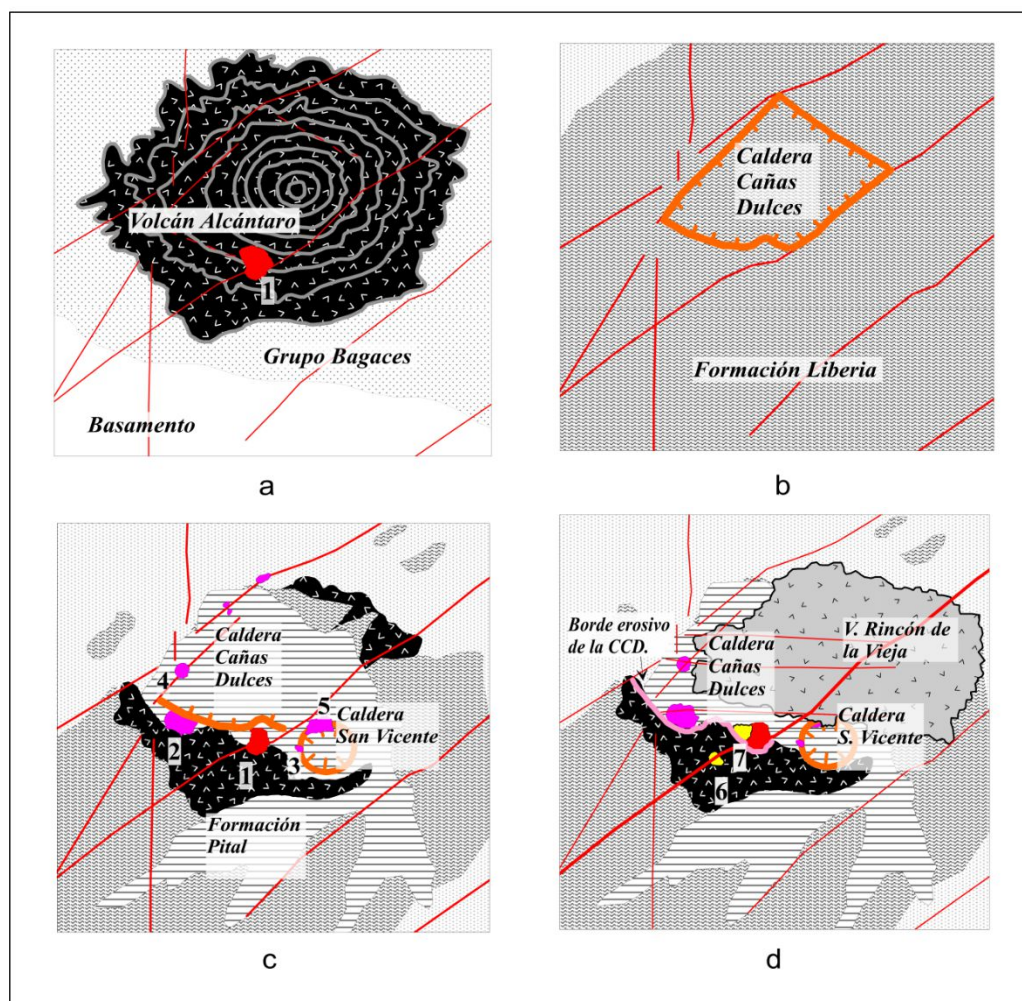 Volcán Alcántaro
1
Grupo Bagaces
Basamento
a
Caldera
Cañas
Dulces
Formación Liberia
b
Caldera
Cañas
Dulces
4
5
Caldera
San Vicente
2
1
3
Formación
Pital
c
Borde erosivo
de la CCD.
Caldera
Cañas
Dulces
V. Rincón de
la Vieja
Caldera
S. Vicente
7
6
d